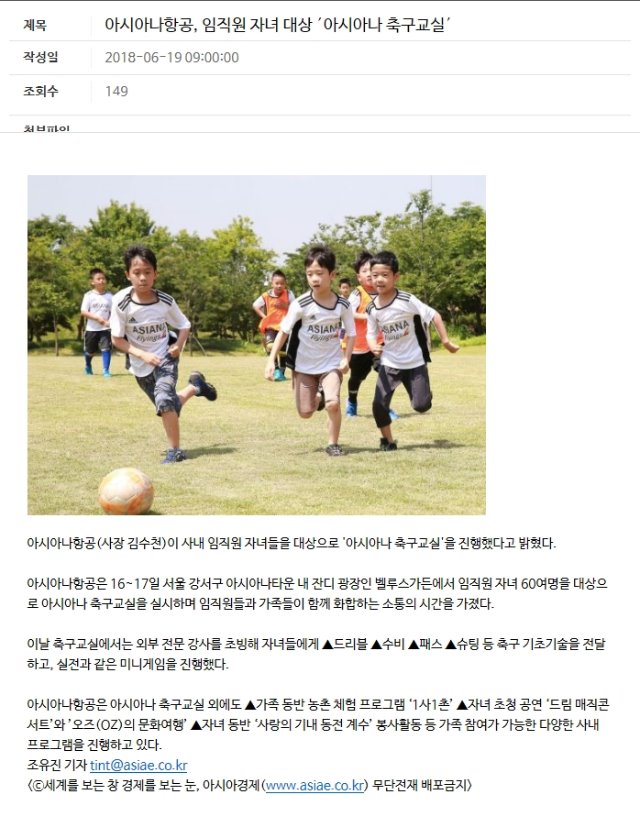 제목 아시아나항공, 임직원 자녀 대상 ′아시아나 축구교실′
작성일 2018-06-19 09:00:00
조회수 149
첨부파일
ASIANA
Flying
ASIANA
Flying
ASIANA
Flying
아시아나항공(사장 김수천)이 사내 임직원 자녀들을 대상으로 '아시아나 축구교실'을 진행했다고 밝혔다.
아시아나항공은 16~17일 서울 강서구 아시아나타운 내 잔디 광장인 벨루스가든에서 임직원 자녀 60여명을 대상으
로 아시아나 축구교실을 실시하며 임직원들과 가족들이 함께 화합하는 소통의 시간을 가졌다.
이날 축구교실에서는 외부 전문 강사를 초빙해 자녀들에게 ▲드리블 ▲수비 ▲패스 ▲슈팅 등 축구 기초기술을 전달
하고, 실전과 같은 미니게임을 진행했다.
아시아나항공은 아시아나 축구교실 외에도 ▲가족 동반 농촌 체험 프로그램 ‘1사1촌’ ▲자녀 초청 공연 ‘드림 매직콘
서트’와 ’오즈(OZ)의 문화여행’ ▲자녀 동반 ‘사랑의 기내 동전 계수’ 봉사활동 등 가족 참여가 가능한 다양한 사내
프로그램을 진행하고 있다.
조유진 기자 tint@asiae.co.kr
〈ⓒ세계를 보는 창 경제를 보는 눈, 아시아경제(www.asiae.co.kr) 무단전재 배포금지〉